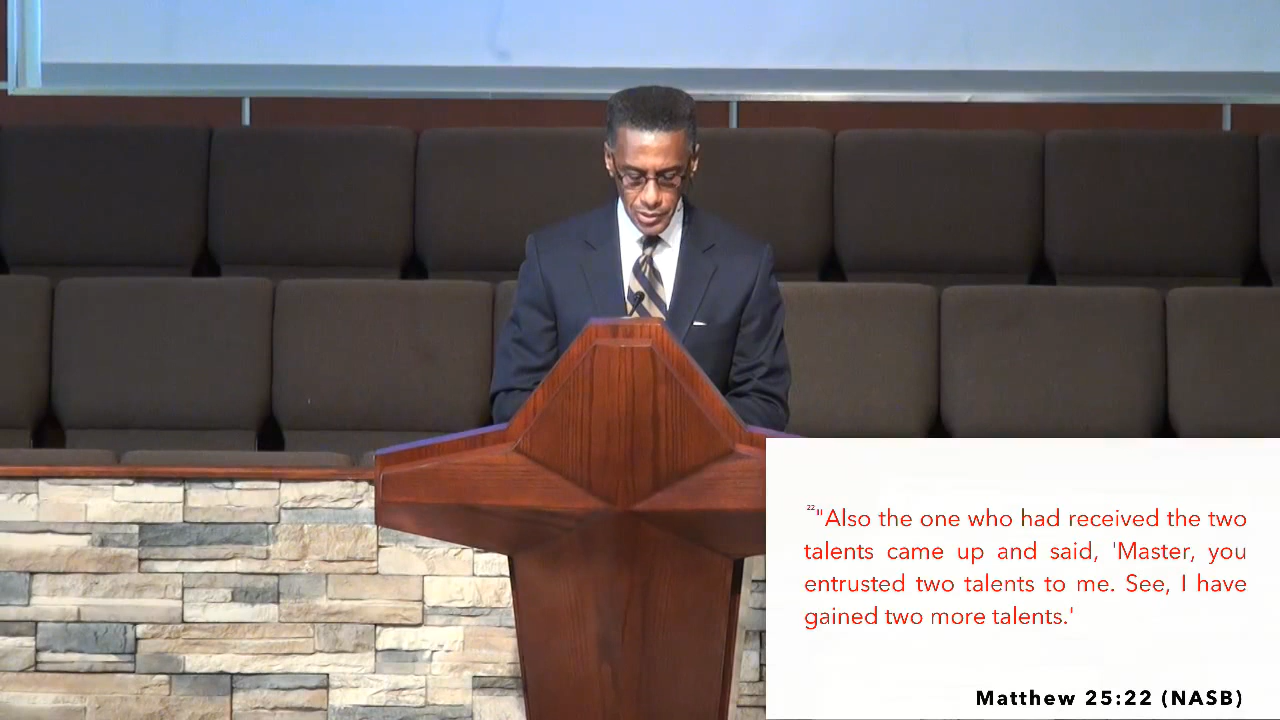 22"Also the one who had received the two
talents came up and said, 'Master, you
entrusted two talents to me. See, I have
gained two more talents.'
Matthew 25:22 (NASB)